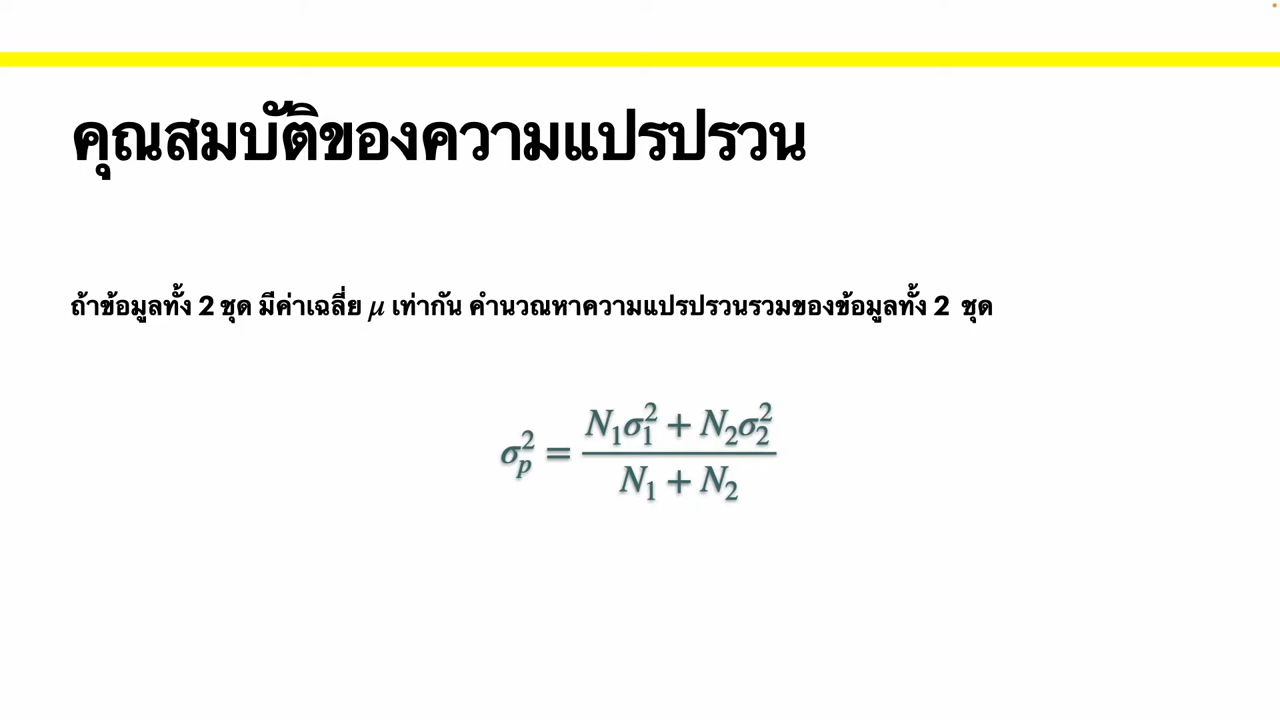 คุณสมบัติของความแปรปรวน
ถ้าข้อมูลทั้ง 2 ชุด มีค่าเฉลี่ย μ เท่ากัน คำนวณหาความแปรปรวนรวมของข้อมูลทั้ง 2 ชุด
σ_p^2 = (N_1σ_1^2 + N_2σ_2^2) / (N_1 + N_2)